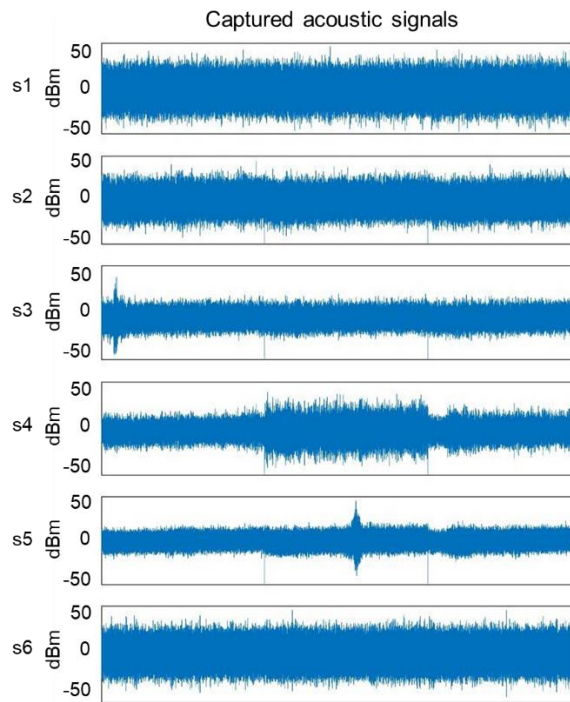 Captured acoustic signals
s1 dBm 50 0 -50
s2 dBm 50 0 -50
s3 dBm 50 0 -50
s4 dBm 50 0 -50
s5 dBm 50 0 -50
s6 dBm 50 0 -50